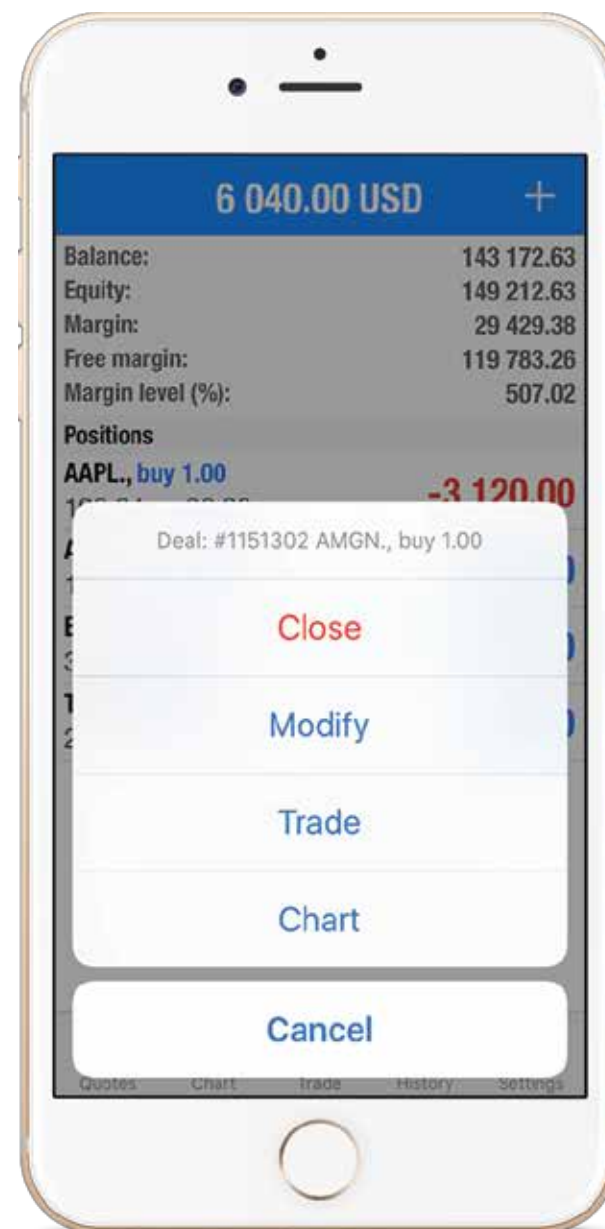 6 040.00 USD +
Balance: 143 172.63
Equity: 149 212.63
Margin: 29 429.38
Free margin: 119 783.26
Margin level (%): 507.02
Positions
AAPL., buy 1.00
-3 120.00
Deal: #1151302 AMGN., buy 1.00
Close
Modify
Trade
Chart
Cancel
Quotes Chart Trade History Settings